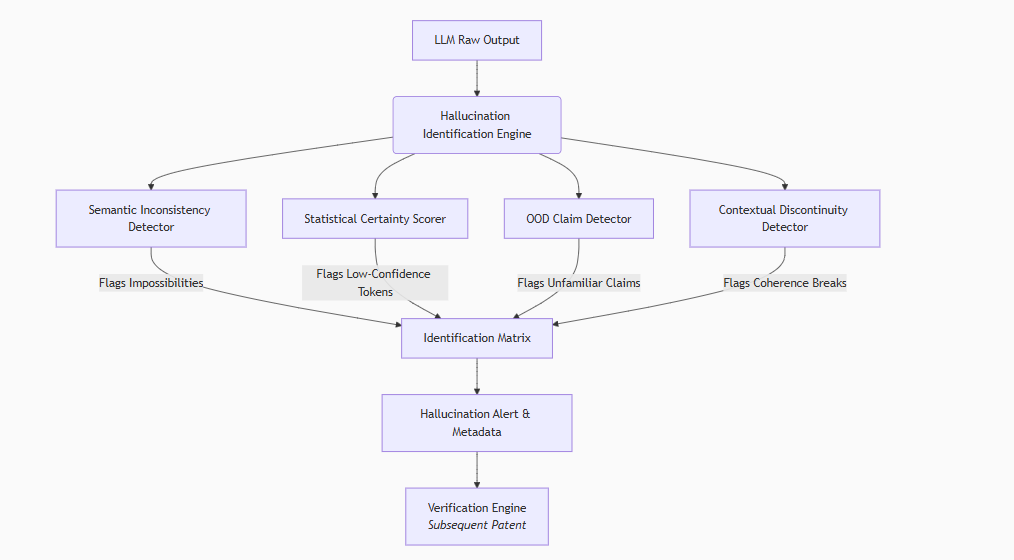 LLM Raw Output
Hallucination
Identification Engine
Semantic Inconsistency
Detector
Statistical Certainty Scorer
OOD Claim Detector
Contextual Discontinuity
Detector
Flags Impossibilities
Flags Low-Confidence
Tokens
Flags Unfamiliar Claims
Flags Coherence Breaks
Identification Matrix
Hallucination Alert &
Metadata
Verification Engine
Subsequent Patent